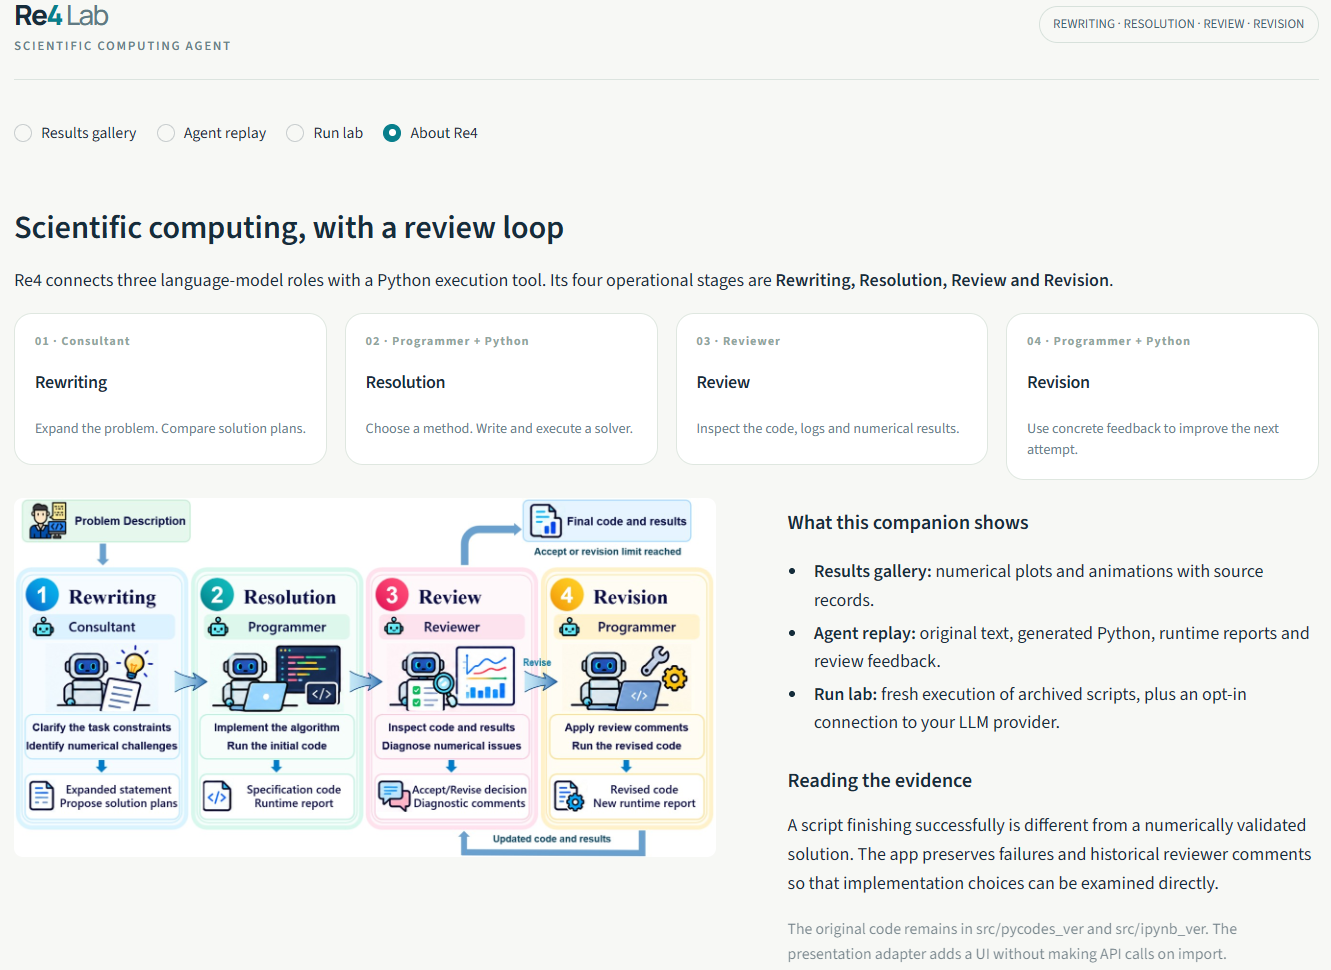 Re4 Lab
SCIENTIFIC COMPUTING AGENT
REWRITING · RESOLUTION · REVIEW · REVISION
Results gallery
Agent replay
Run lab
About Re4
Scientific computing, with a review loop
Re4 connects three language-model roles with a Python execution tool. Its four operational stages are Rewriting, Resolution, Review and Revision.
01 · Consultant
Rewriting
Expand the problem. Compare solution plans.
02 · Programmer + Python
Resolution
Choose a method. Write and execute a solver.
03 · Reviewer
Review
Inspect the code, logs and numerical results.
04 · Programmer + Python
Revision
Use concrete feedback to improve the next
attempt.
Problem Description
Final code and results
Accept or revision limit reached
1 Rewriting
Consultant
Clarify the task constraints
Identify numerical challenges
Expanded statement
Propose solution plans
2 Resolution
Programmer
</>
Implement the algorithm
Run the initial code
</>
Specification code
Runtime report
3 Review
Reviewer
Inspect code and results
Diagnose numerical issues
Accept/Revise decision
Diagnostic comments
Revise
4 Revision
Programmer
</>
Apply review comments
Run the revised code
Revised code
New runtime report
Updated code and results
What this companion shows
• Results gallery: numerical plots and animations with source
records.
• Agent replay: original text, generated Python, runtime reports and
review feedback.
• Run lab: fresh execution of archived scripts, plus an opt-in
connection to your LLM provider.
Reading the evidence
A script finishing successfully is different from a numerically validated
solution. The app preserves failures and historical reviewer comments
so that implementation choices can be examined directly.
The original code remains in src/pycodes_ver and src/ipynb_ver. The
presentation adapter adds a UI without making API calls on import.